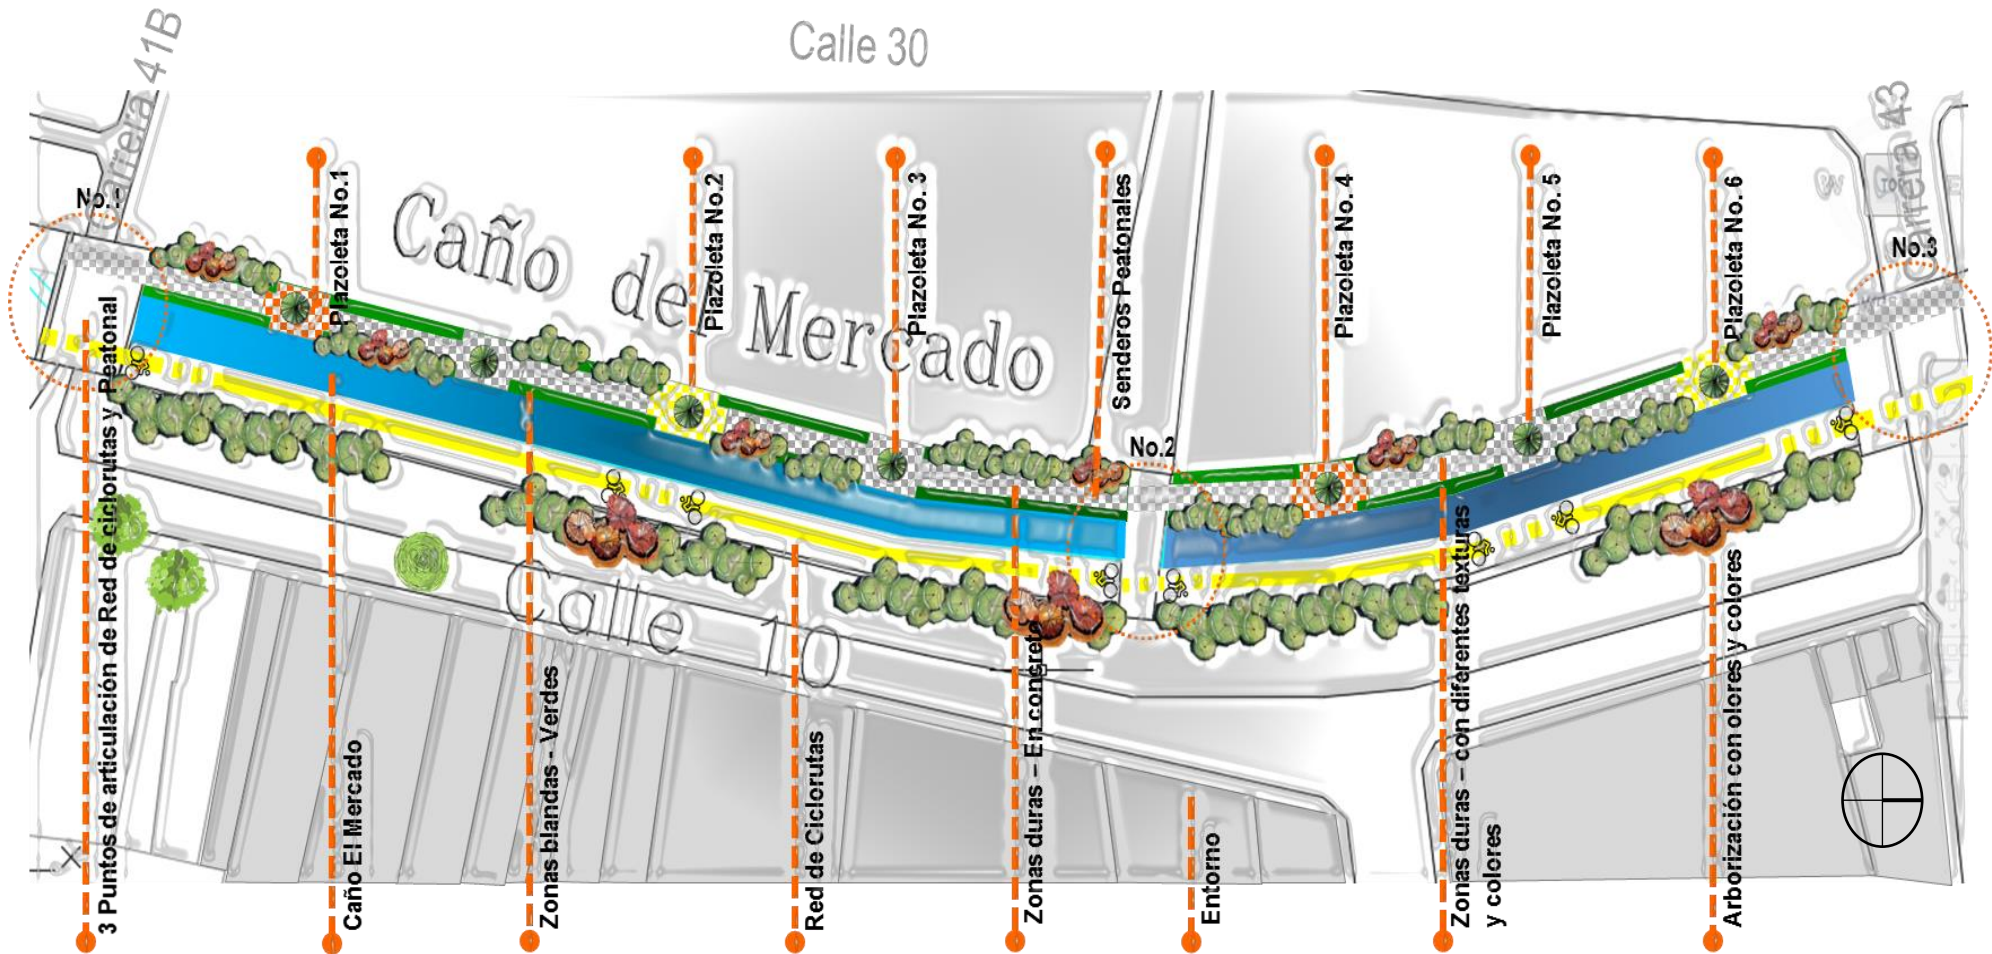 Calle 30
Carrera 41B
Carrera 43
No.1
Plazoleta No.1
Plazoleta No.2
Plazoleta No. 3
Senderos Peatonales
Plazoleta No. 4
Plazoleta No. 5
Plazoleta No. 6
No.3
Caño del Mercado
No.2
Calle 10
3 Puntos de articulación de Red de ciclorutas y Peatonal
Caño El Mercado
Zonas blandas - Verdes
Red de Ciclorutas
Zonas duras – En concreto
Entorno
Zonas duras – con diferentes texturas
y colores
Arborización con olores y colores